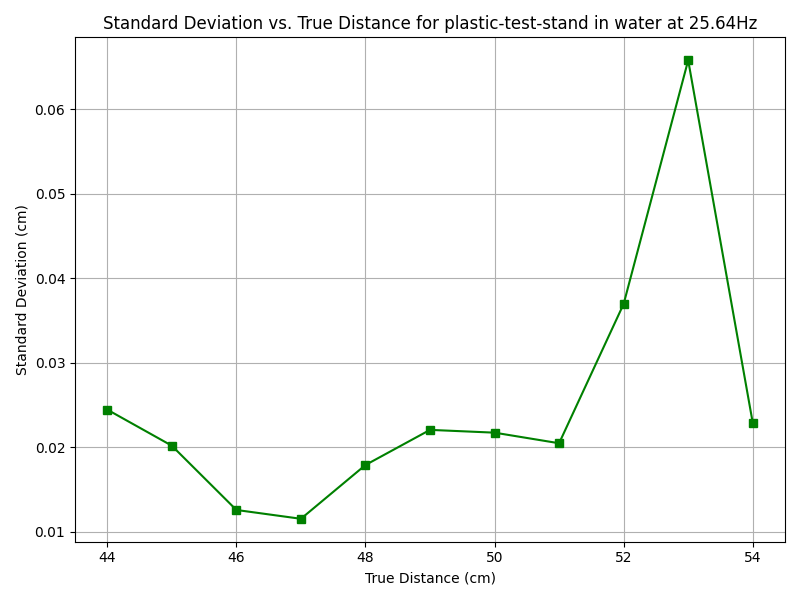 Standard Deviation vs. True Distance for plastic-test-stand in water at 25.64Hz
Standard Deviation (cm)
0.06
0.05
0.04
0.03
0.02
0.01
44 46 48 50 52 54
True Distance (cm)